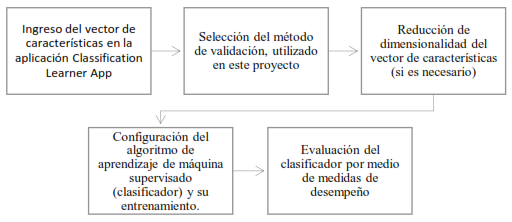 Ingreso del vector de
características en la
aplicación Classification
Learner App
Selección del método
de validación, utilizado
en este proyecto
Reducción de
dimensionalidad del
vector de características
(si es necesario)
Configuración del
algoritmo de
aprendizaje de máquina
supervisado
(clasificador) y su
entrenamiento.
Evaluación del
clasificador por medio
de medidas de
desempeño